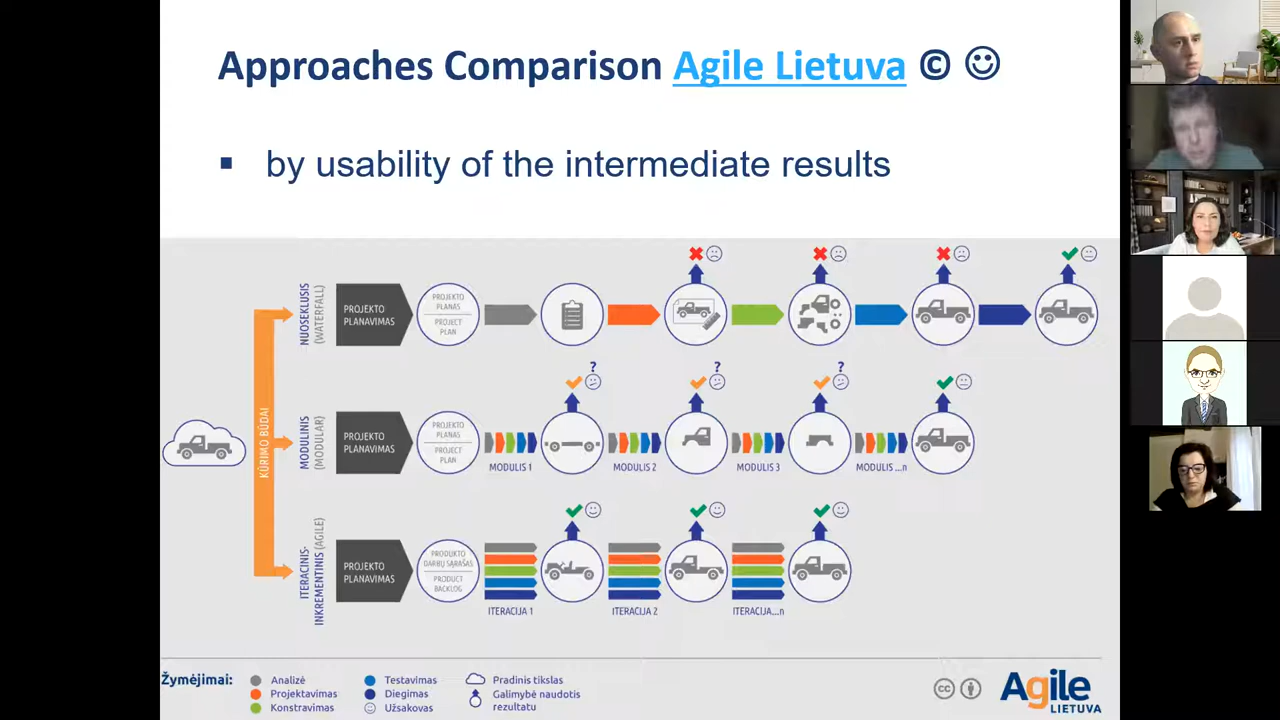 Approaches Comparison Agile Lietuva © ☺
▪ by usability of the intermediate results
KŪRIMO BŪDAI
NUOSEKLUSIS
(WATERFALL)
PROJEKTO
PLANAVIMAS
PROJEKTO
PLANAS
PROJECT
PLAN
MODULINIS
(MODULAR)
PROJEKTO
PLANAVIMAS
PROJEKTO
PLANAS
PROJECT
PLAN
? ? ?
MODULIS 1
MODULIS 2
MODULIS 3
MODULIS ...n
ITERACINIS-
INKREMENTINIS (AGILE)
PROJEKTO
PLANAVIMAS
PRODUKTO
DARBŲ SĄRAŠAS
PRODUCT
BACKLOG
ITERACIJA 1
ITERACIJA 2
ITERACIJA...n
Žymėjimai:
Analizė
Projektavimas
Konstravimas
Testavimas
Diegimas
Užsakovas
Pradinis tikslas
Galimybė naudotis
rezultatu
cc
Agile
LIETUVA